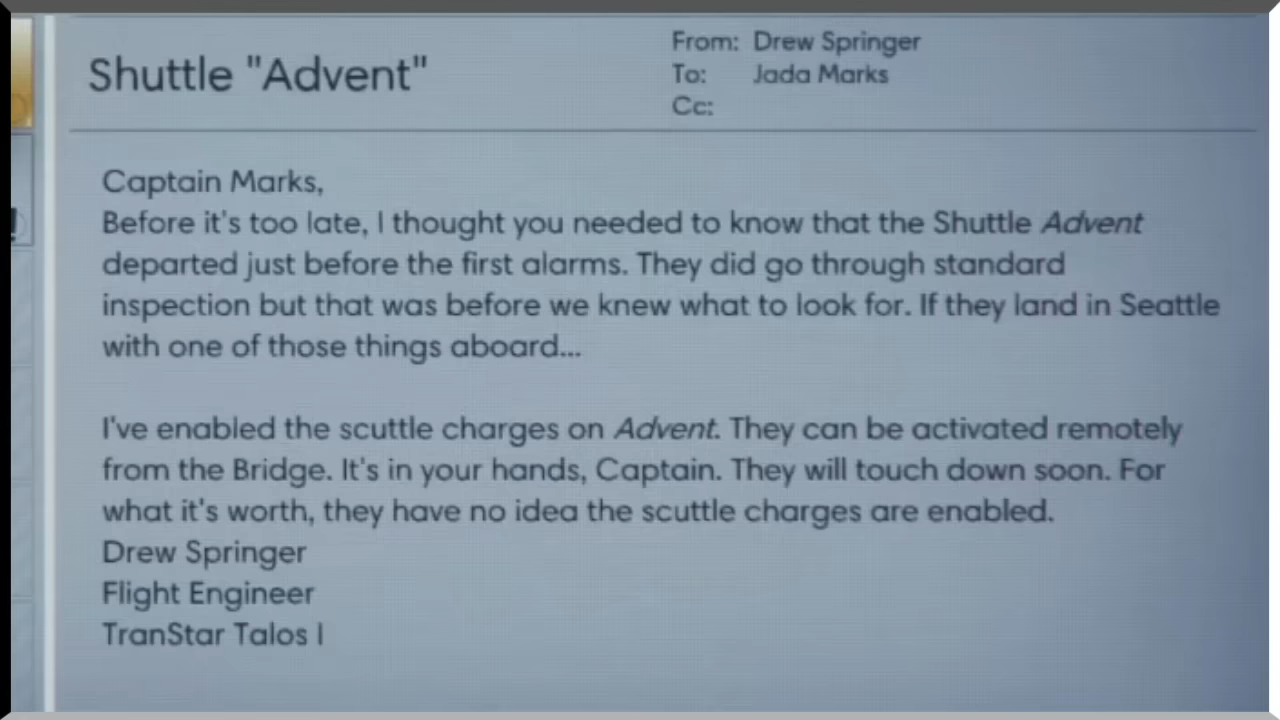 Shuttle "Advent"
From: Drew Springer
To: Jada Marks
Cc:
Captain Marks,
Before it's too late, I thought you needed to know that the Shuttle Advent
departed just before the first alarms. They did go through standard
inspection but that was before we knew what to look for. If they land in Seattle
with one of those things aboard...
I've enabled the scuttle charges on Advent. They can be activated remotely
from the Bridge. It's in your hands, Captain. They will touch down soon. For
what it's worth, they have no idea the scuttle charges are enabled.
Drew Springer
Flight Engineer
TranStar Talos I